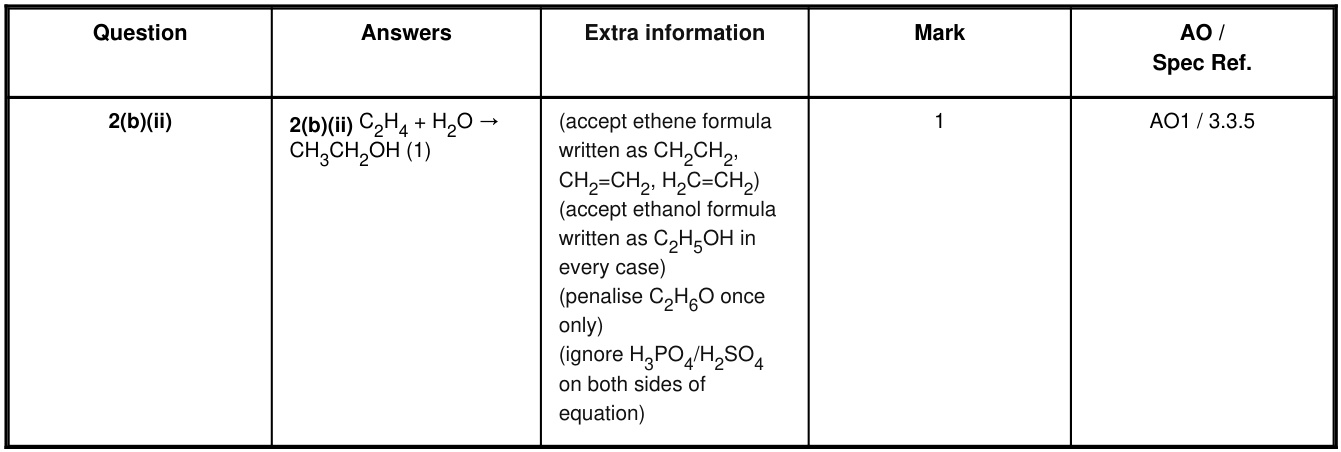 Question Answers Extra information Mark AO /
Spec Ref.
2(b)(ii)
2(b)(ii) C₂H₄ + H₂O →
CH₃CH₂OH (1)
(accept ethene formula
written as CH₂CH₂,
CH₂=CH₂, H₂C=CH₂)
(accept ethanol formula
written as C₂H₅OH in
every case)
(penalise C₂H₆O once
only)
(ignore H₃PO₄/H₂SO₄
on both sides of
equation)
1
AO1 / 3.3.5